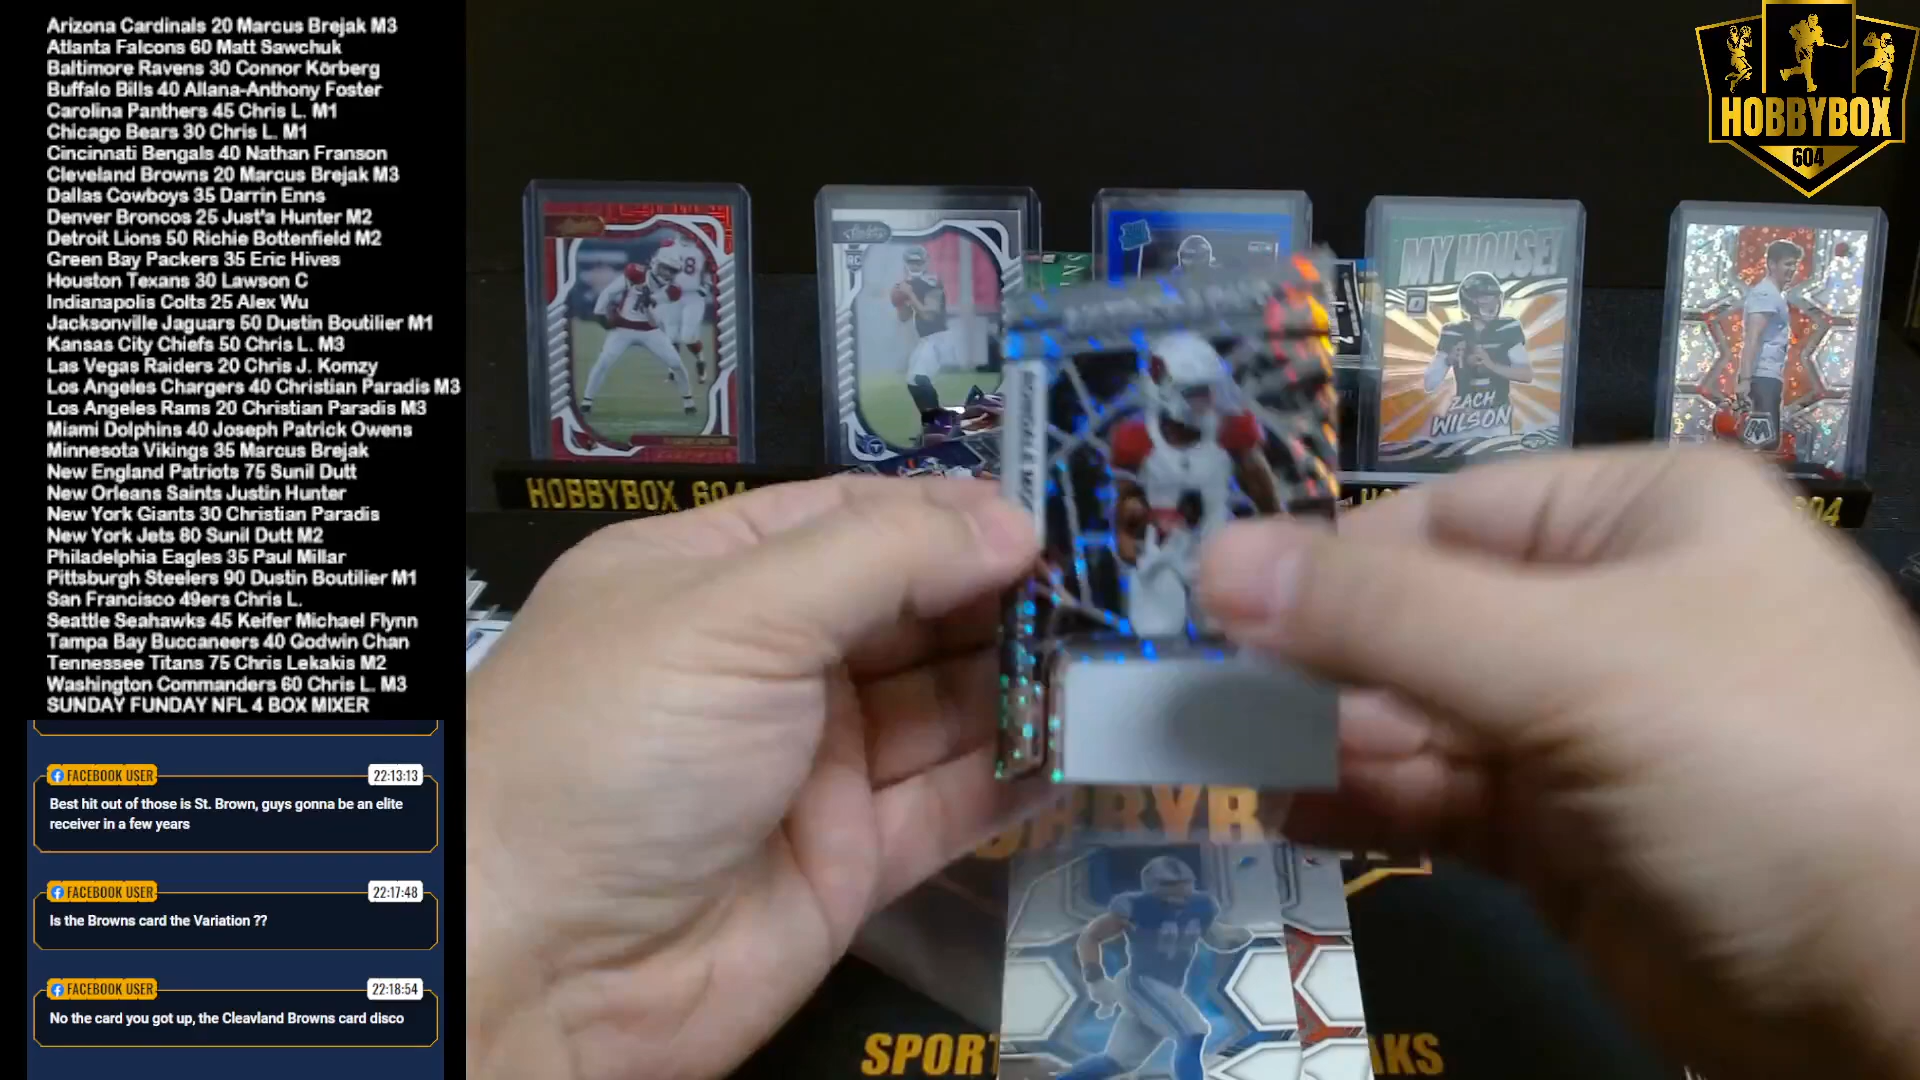 Arizona Cardinals 20 Marcus Brejak M3
Atlanta Falcons 60 Matt Sawchuk
Baltimore Ravens 30 Connor Körberg
Buffalo Bills 40 Allana-Anthony Foster
Carolina Panthers 45 Chris L. M1
Chicago Bears 30 Chris L. M1
Cincinnati Bengals 40 Nathan Franson
Cleveland Browns 20 Marcus Brejak M3
Dallas Cowboys 35 Darrin Enns
Denver Broncos 25 Just'a Hunter M2
Detroit Lions 50 Richie Bottenfield M2
Green Bay Packers 35 Eric Hives
Houston Texans 30 Lawson C
Indianapolis Colts 25 Alex Wu
Jacksonville Jaguars 50 Dustin Boutilier M1
Kansas City Chiefs 50 Chris L. M3
Las Vegas Raiders 20 Chris J. Komzy
Los Angeles Chargers 40 Christian Paradis M3
Los Angeles Rams 20 Christian Paradis M3
Miami Dolphins 40 Joseph Patrick Owens
Minnesota Vikings 35 Marcus Brejak
New England Patriots 75 Sunil Dutt
New Orleans Saints Justin Hunter
New York Giants 30 Christian Paradis
New York Jets 80 Sunil Dutt M2
Philadelphia Eagles 35 Paul Millar
Pittsburgh Steelers 90 Dustin Boutilier M1
San Francisco 49ers Chris L.
Seattle Seahawks 45 Keifer Michael Flynn
Tampa Bay Buccaneers 40 Godwin Chan
Tennessee Titans 75 Chris Lekakis M2
Washington Commanders 60 Chris L. M3
SUNDAY FUNDAY NFL 4 BOX MIXER
FACEBOOK USER 22:13:13
Best hit out of those is St. Brown, guys gonna be an elite
receiver in a few years
FACEBOOK USER 22:17:48
Is the Browns card the Variation ??
FACEBOOK USER 22:18:54
No the card you got up, the Cleavland Browns card disco
HOBBYBOX
604
MY HOUSE!
ZACH
WILSON
HOBBYBOX 604
604